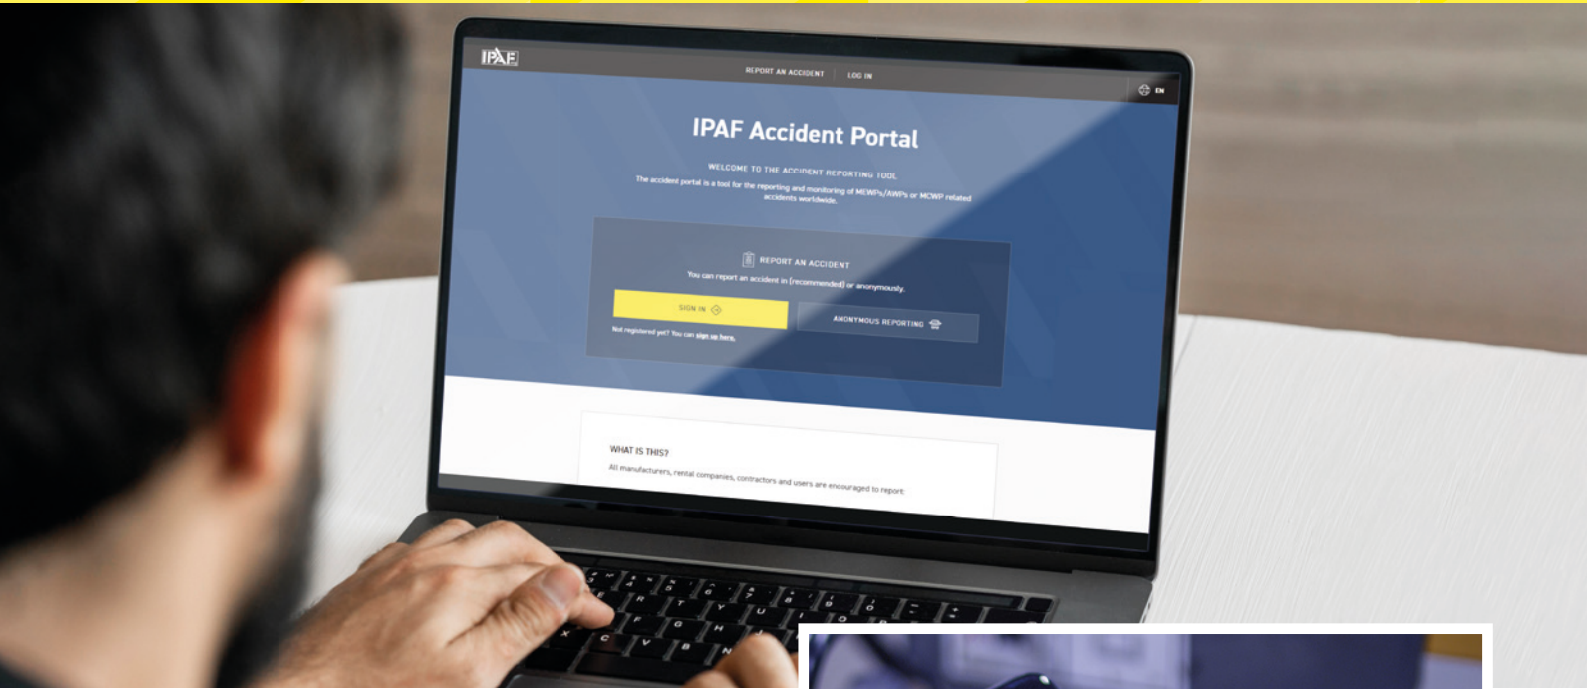 IPAF
REPORT AN ACCIDENT
LOG IN
EN
IPAF Accident Portal
WELCOME TO THE ACCIDENT REPORTING TOOL
The accident portal is a tool for the reporting and monitoring of MEWPs/AWPs or MCWP related
accidents worldwide.
REPORT AN ACCIDENT
You can report an accident in (recommended) or anonymously.
SIGN IN
ANONYMOUS REPORTING
Not registered yet? You can sign up here.
WHAT IS THIS?
All manufacturers, rental companies, contractors and users are encouraged to report:
R T Y U
F G H
X C V B N